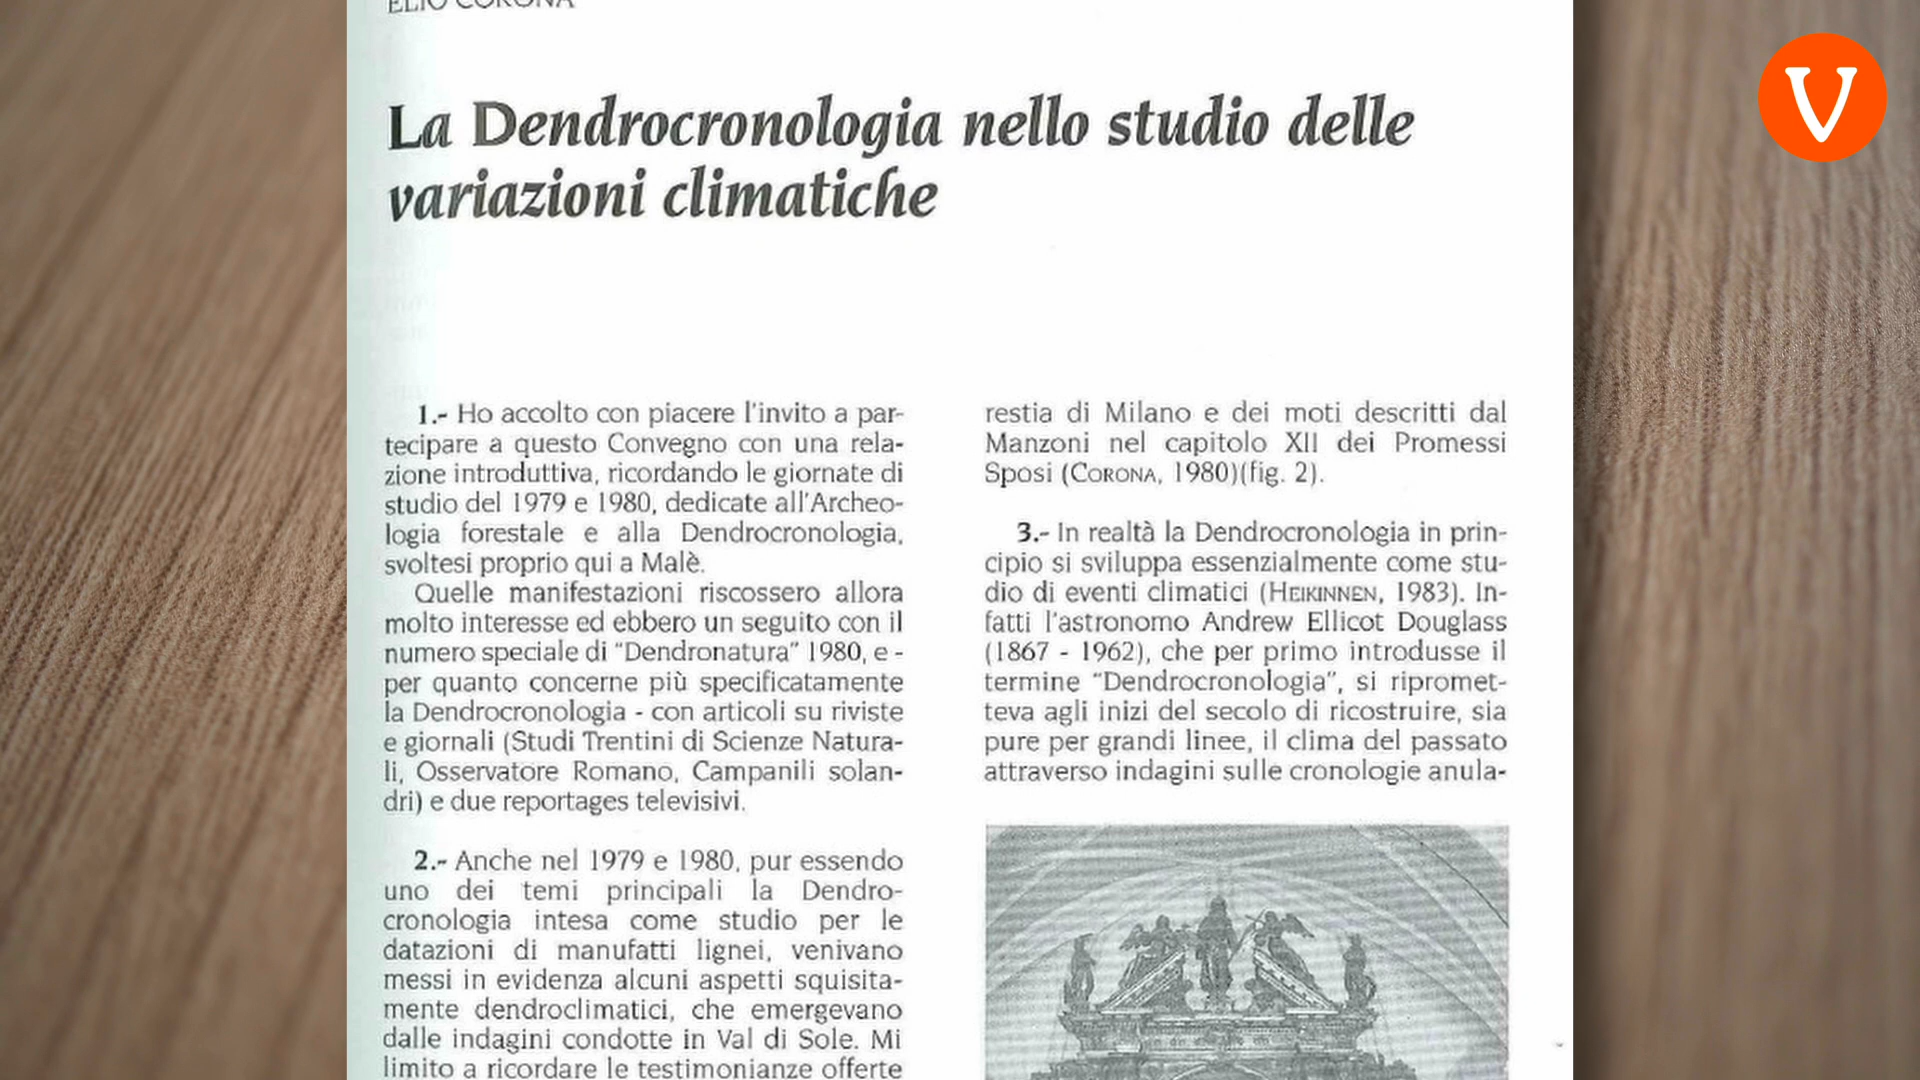 ELIO CORONA
La Dendrocronologia nello studio delle
variazioni climatiche
1.- Ho accolto con piacere l'invito a par-
tecipare a questo Convegno con una rela-
zione introduttiva, ricordando le giornate di
studio del 1979 e 1980, dedicate all'Archeo-
logia forestale e alla Dendrocronologia,
svoltesi proprio qui a Malè.
Quelle manifestazioni riscossero allora
molto interesse ed ebbero un seguito con il
numero speciale di "Dendronatura" 1980, e -
per quanto concerne più specificatamente
la Dendrocronologia - con articoli su riviste
e giornali (Studi Trentini di Scienze Natura-
li, Osservatore Romano, Campanili solan-
dri) e due reportages televisivi.
2.- Anche nel 1979 e 1980, pur essendo
uno dei temi principali la Dendro-
cronologia intesa come studio per le
datazioni di manufatti lignei, venivano
messi in evidenza alcuni aspetti squisita-
mente dendroclimatici, che emergevano
dalle indagini condotte in Val di Sole. Mi
limito a ricordare le testimonianze offerte
restia di Milano e dei moti descritti dal
Manzoni nel capitolo XII dei Promessi
Sposi (CORONA, 1980)(fig. 2).
3.- In realtà la Dendrocronologia in prin-
cipio si sviluppa essenzialmente come stu-
dio di eventi climatici (HEIKINNEN, 1983). In-
fatti l'astronomo Andrew Ellicot Douglass
(1867 - 1962), che per primo introdusse il
termine "Dendrocronologia", si ripromet-
teva agli inizi del secolo di ricostruire, sia
pure per grandi linee, il clima del passato
attraverso indagini sulle cronologie anula-
V